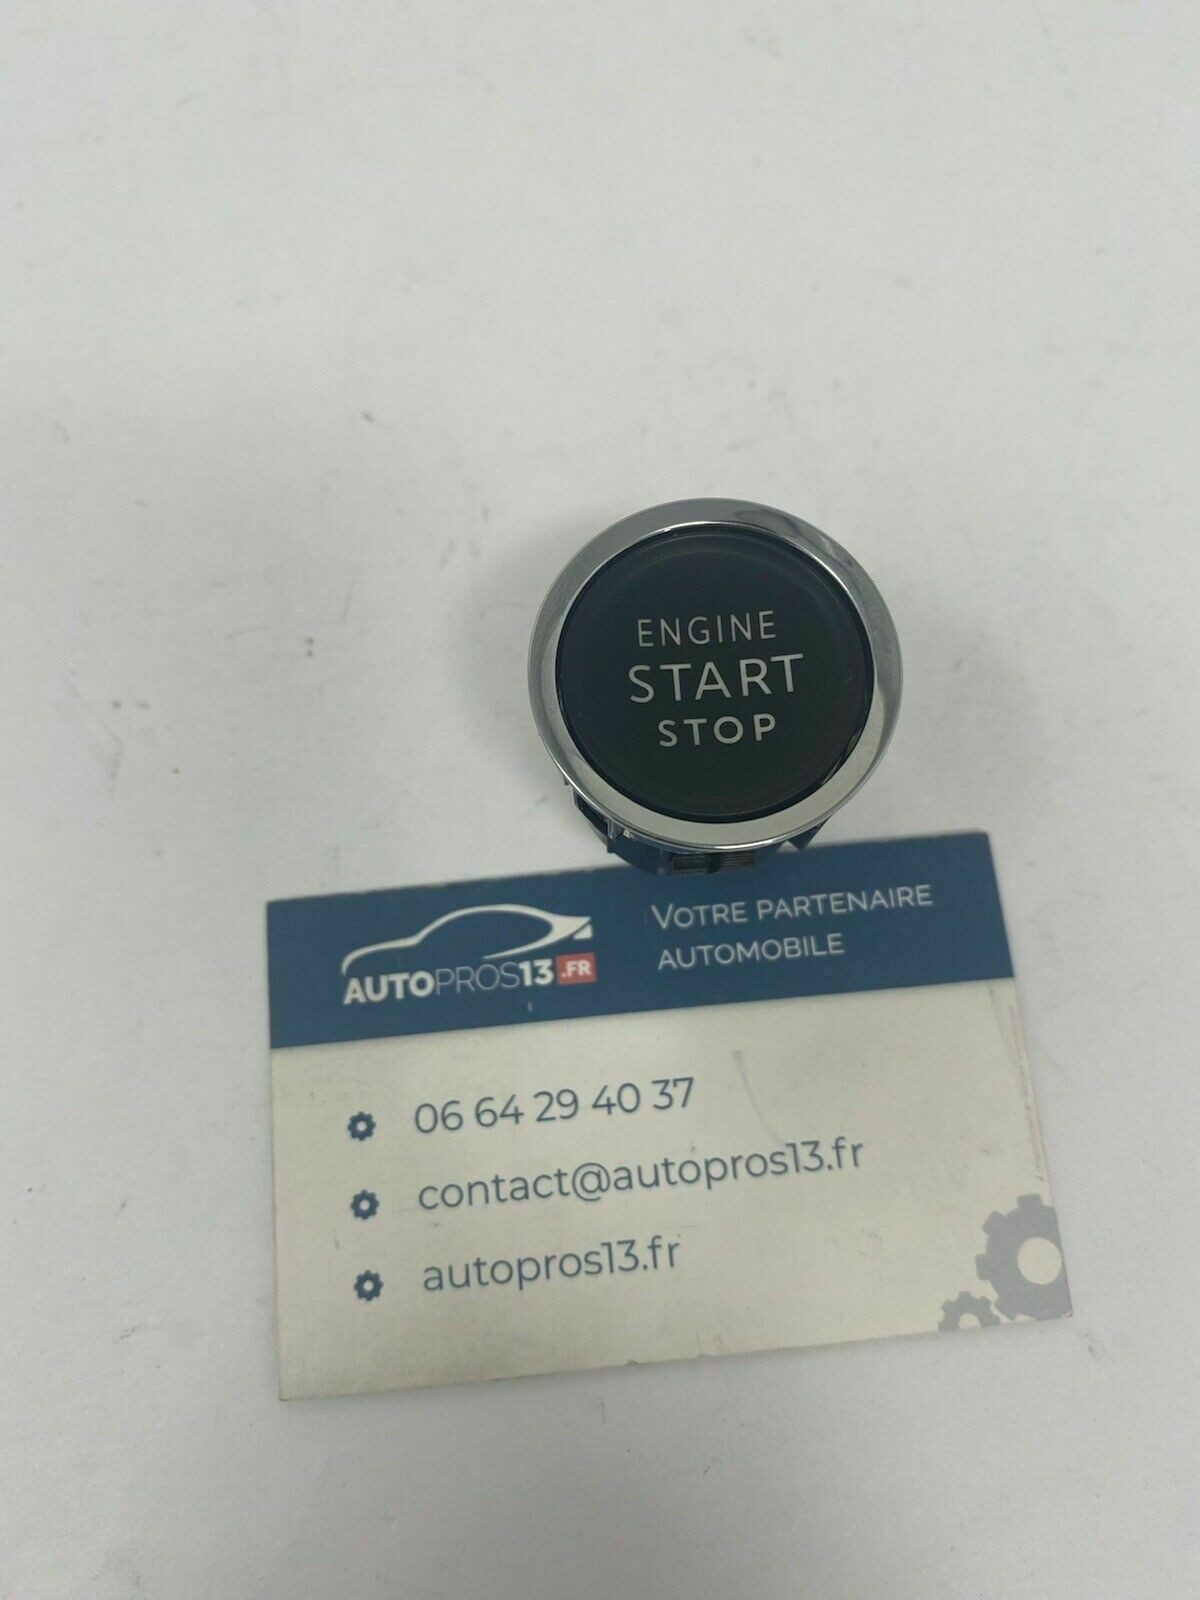 ENGINE
START
STOP
AUTOPROS13.FR
VOTRE PARTENAIRE
AUTOMOBILE
06 64 29 40 37
contact@autopros13.fr
autopros13.fr